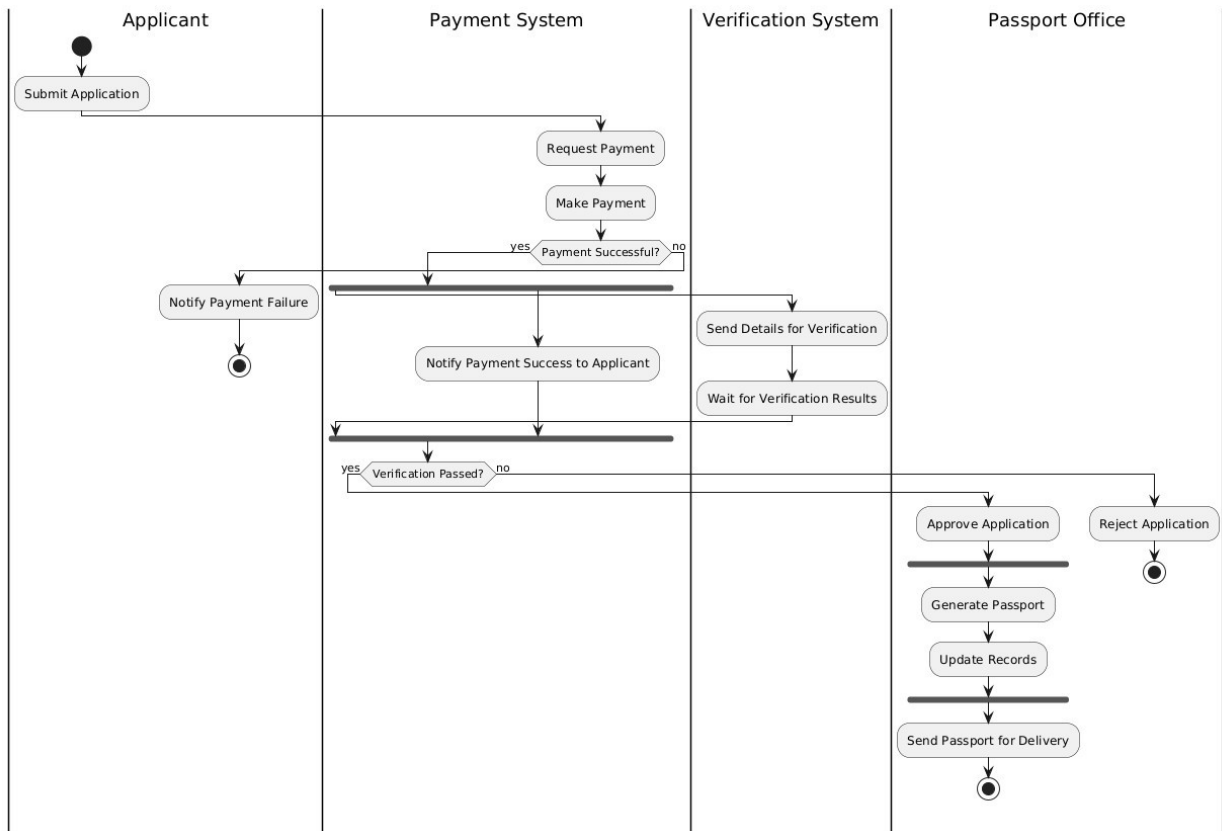 Applicant
Payment System
Verification System
Passport Office
Submit Application
Request Payment
Make Payment
yes
Payment Successful?
no
Notify Payment Failure
Send Details for Verification
Notify Payment Success to Applicant
Wait for Verification Results
yes
Verification Passed?
no
Approve Application
Reject Application
Generate Passport
Update Records
Send Passport for Delivery